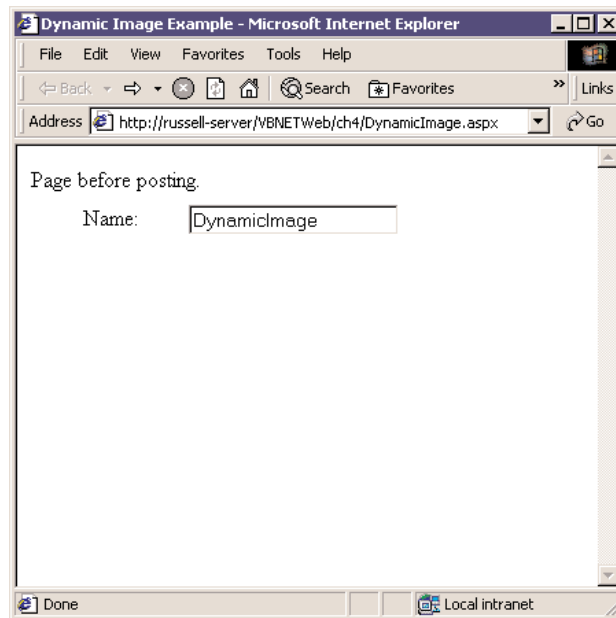 Dynamic Image Example - Microsoft Internet Explorer
File Edit View Favorites Tools Help
Back Search Favorites » Links
Address http://russell-server/VBNETWeb/ch4/DynamicImage.aspx Go
Page before posting.
Name: DynamicImage
Done Local intranet